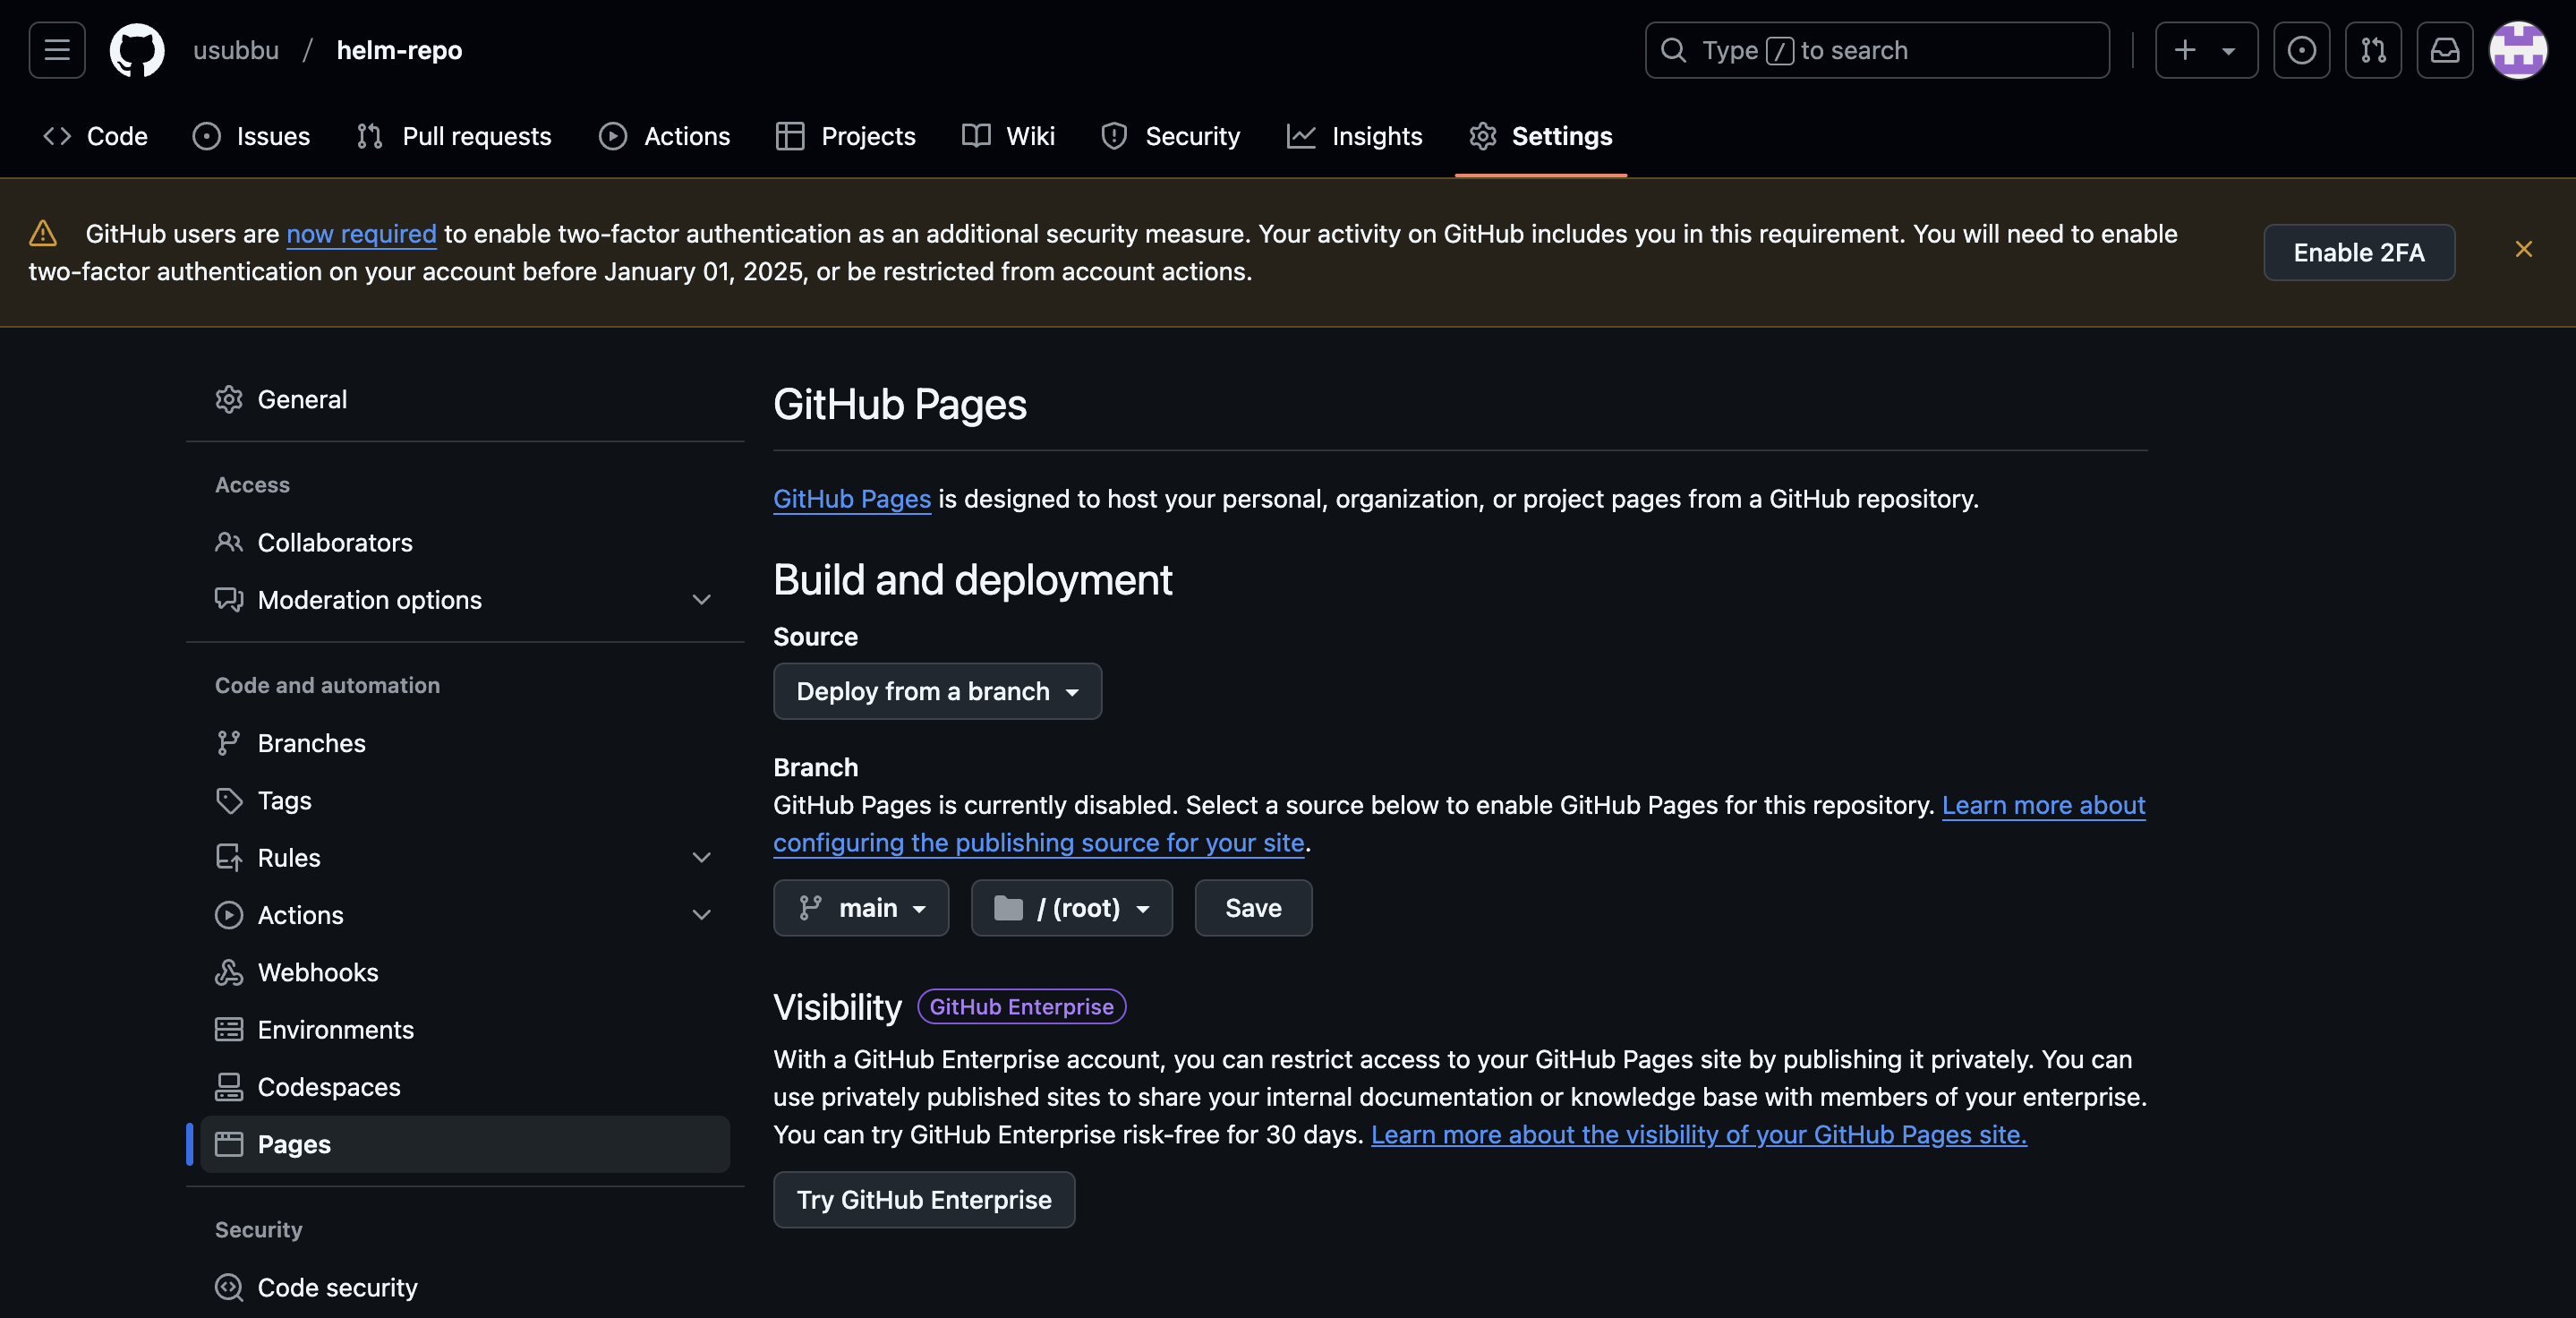 usubbu / helm-repo
Type / to search
Code Issues Pull requests Actions Projects Wiki Security Insights Settings
GitHub users are now required to enable two-factor authentication as an additional security measure. Your activity on GitHub includes you in this requirement. You will need to enable
two-factor authentication on your account before January 01, 2025, or be restricted from account actions.
Enable 2FA
General
Access
Collaborators
Moderation options
Code and automation
Branches
Tags
Rules
Actions
Webhooks
Environments
Codespaces
Pages
Security
Code security
GitHub Pages
GitHub Pages is designed to host your personal, organization, or project pages from a GitHub repository.
Build and deployment
Source
Deploy from a branch
Branch
GitHub Pages is currently disabled. Select a source below to enable GitHub Pages for this repository. Learn more about
configuring the publishing source for your site.
main / (root) Save
Visibility GitHub Enterprise
With a GitHub Enterprise account, you can restrict access to your GitHub Pages site by publishing it privately. You can
use privately published sites to share your internal documentation or knowledge base with members of your enterprise.
You can try GitHub Enterprise risk-free for 30 days. Learn more about the visibility of your GitHub Pages site.
Try GitHub Enterprise